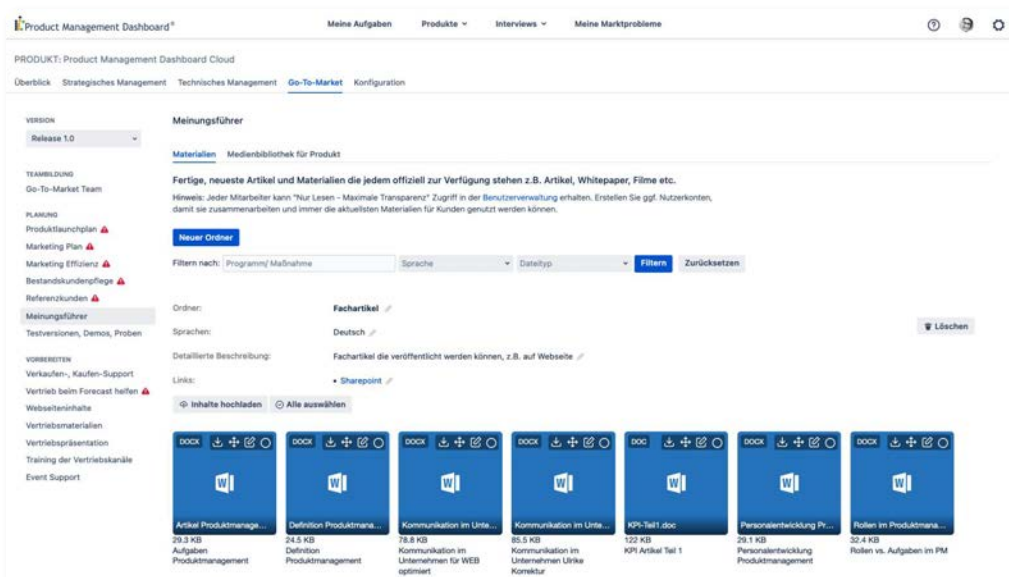 Product Management Dashboard®
Meine Aufgaben Produkte Interviews Meine Marktprobleme
PRODUKT: Product Management Dashboard Cloud
Überblick Strategisches Management Technisches Management Go-To-Market Konfiguration
VERSION
Release 1.0
TEAMBILDUNG
Go-To-Market Team
PLANUNG
Produktlaunchplan
Marketing Plan
Marketing Effizienz
Bestandskundenpflege
Referenzkunden
Meinungsführer
Testversionen, Demos, Proben
VORBEREITEN
Verkaufen-, Kaufen-Support
Vertrieb beim Forecast helfen
Webseiteninhalte
Vertriebsmaterialien
Vertriebspräsentation
Training der Vertriebskanäle
Event Support
Meinungsführer
Materialien Medienbibliothek für Produkt
Fertige, neueste Artikel und Materialien die jedem offiziell zur Verfügung stehen z.B. Artikel, Whitepaper, Filme etc.
Hinweis: Jeder Mitarbeiter kann "Nur Lesen – Maximale Transparenz" Zugriff in der Benutzerverwaltung erhalten. Erstellen Sie ggf. Nutzerkonten,
damit sie zusammenarbeiten und immer die aktuellsten Materialien für Kunden genutzt werden können.
Neuer Ordner
Filtern nach: Programm/ Maßnahme Sprache Dateityp Filtern Zurücksetzen
Ordner: Fachartikel
Sprachen: Deutsch
Löschen
Detaillierte Beschreibung: Fachartikel die veröffentlicht werden können, z.B. auf Webseite
Links: • Sharepoint
Inhalte hochladen Alle auswählen
DOCX DOCX DOCX DOCX DOC DOCX DOCX
W W W W W W W
Artikel Produktmanage... Definition Produktmana... Kommunikation im Unte... Kommunikation im Unte... KPI-Teil1.doc Personalentwicklung Pr... Rollen im Produktmana...
29.3 KB 24.5 KB 78.8 KB 85.5 KB 122 KB 29.1 KB 32.4 KB
Aufgaben Definition Kommunikation im Kommunikation im KPI Artikel Teil 1 Personalentwicklung Rollen vs. Aufgaben im PM
Produktmanagement Produktmanagement Unternehmen für WEB Unternehmen Ulrike Produktmanagement
optimiert Korrektur